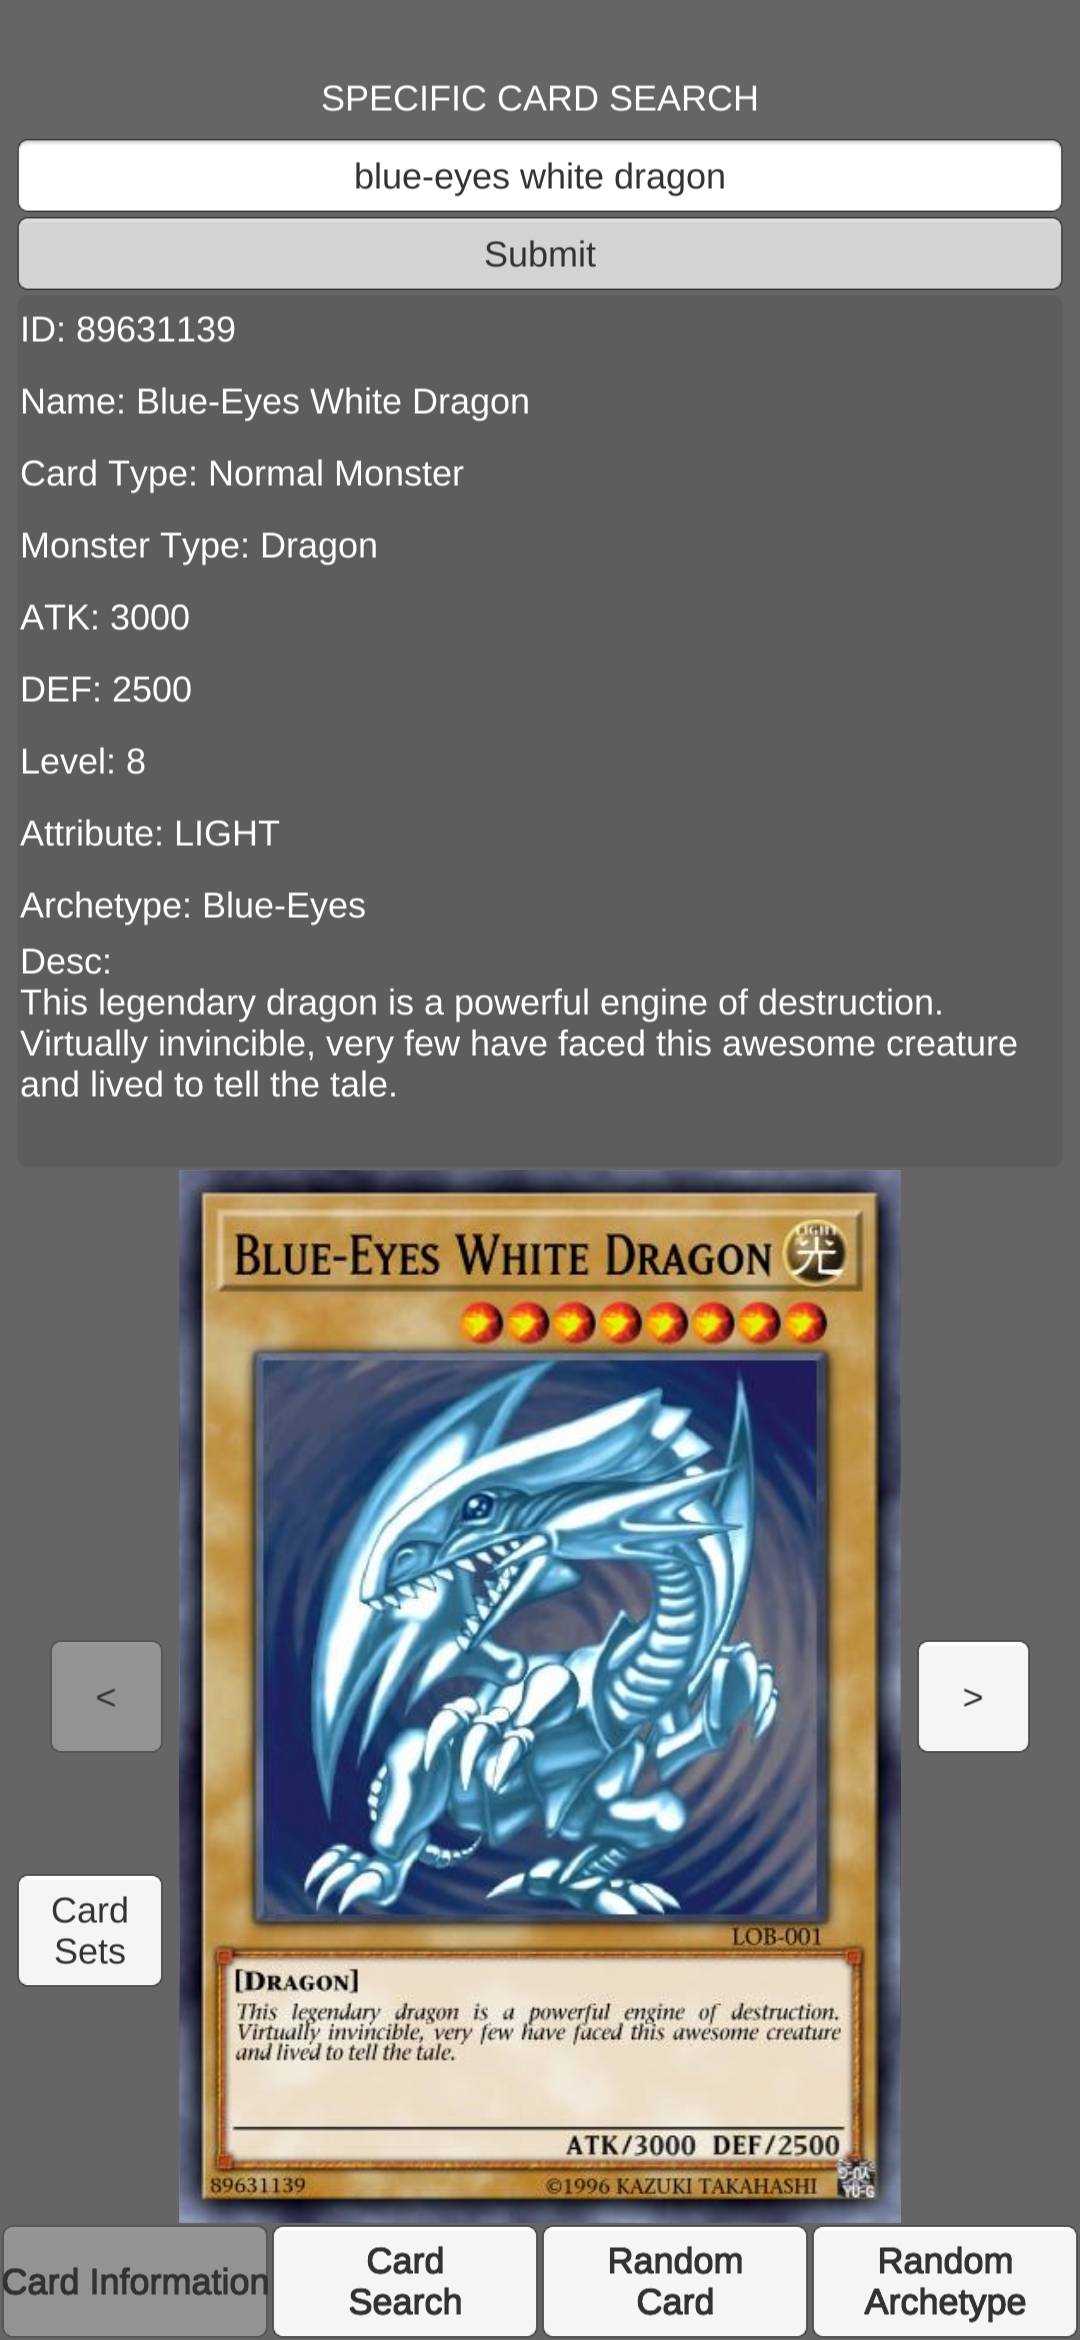 SPECIFIC CARD SEARCH
blue-eyes white dragon
Submit
ID: 89631139
Name: Blue-Eyes White Dragon
Card Type: Normal Monster
Monster Type: Dragon
ATK: 3000
DEF: 2500
Level: 8
Attribute: LIGHT
Archetype: Blue-Eyes
Desc:
This legendary dragon is a powerful engine of destruction.
Virtually invincible, very few have faced this awesome creature
and lived to tell the tale.
BLUE-EYES WHITE DRAGON
LIGHT
光
<
>
Card
Sets
LOB-001
[DRAGON]
This legendary dragon is a powerful engine of destruction.
Virtually invincible, very few have faced this awesome creature
and lived to tell the tale.
ATK/3000 DEF/2500
89631139 ©1996 KAZUKI TAKAHASHI
Card Information
Card
Search
Random
Card
Random
Archetype